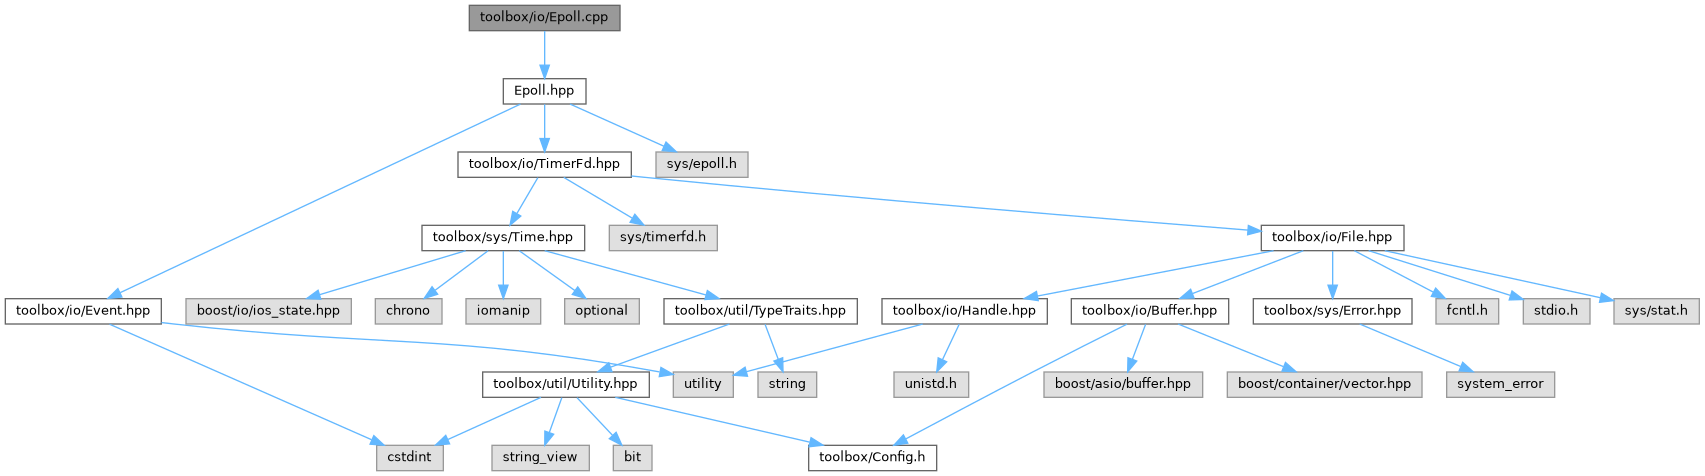 toolbox/io/Epoll.cpp
Epoll.hpp
toolbox/io/TimerFd.hpp
sys/epoll.h
toolbox/sys/Time.hpp
sys/timerfd.h
toolbox/io/File.hpp
toolbox/io/Event.hpp
boost/io/ios_state.hpp
chrono
iomanip
optional
toolbox/util/TypeTraits.hpp
toolbox/io/Handle.hpp
toolbox/io/Buffer.hpp
toolbox/sys/Error.hpp
fcntl.h
stdio.h
sys/stat.h
toolbox/util/Utility.hpp
utility
string
unistd.h
boost/asio/buffer.hpp
boost/container/vector.hpp
system_error
cstdint
string_view
bit
toolbox/Config.h